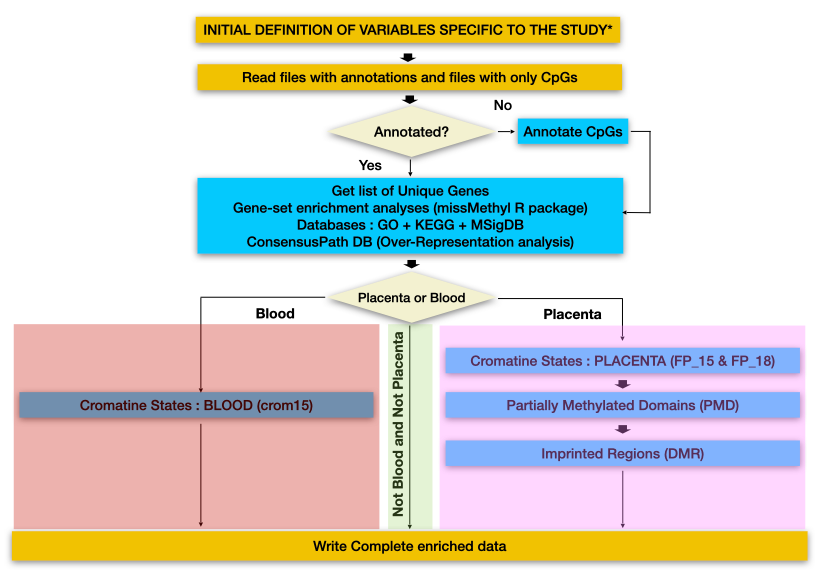 INITIAL DEFINITION OF VARIABLES SPECIFIC TO THE STUDY*
Read files with annotations and files with only CpGs
No
Annotated?
Annotate CpGs
Yes
Get list of Unique Genes
Gene-set enrichment analyses (missMethyl R package)
Databases : GO + KEGG + MSigDB
ConsensusPath DB (Over-Representation analysis)
Placenta or Blood
Blood
Placenta
Not Blood and Not Placenta
Cromatine States : PLACENTA (FP_15 & FP_18)
Cromatine States : BLOOD (crom15)
Partially Methylated Domains (PMD)
Imprinted Regions (DMR)
Write Complete enriched data